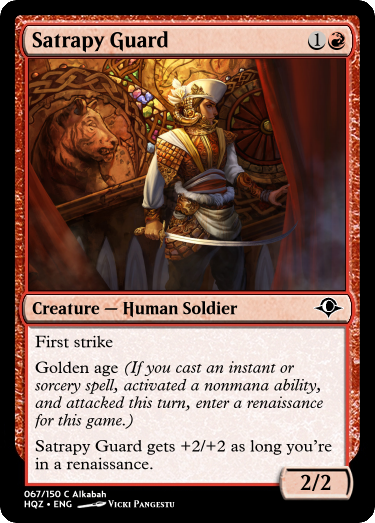 Satrapy Guard 1
Creature — Human Soldier
First strike
Golden age (If you cast an instant or
sorcery spell, activated a nonmana ability,
and attacked this turn, enter a renaissance
for this game.)
Satrapy Guard gets +2/+2 as long you're
in a renaissance.
2/2
067/150 C Alkabah
HQZ • ENG Vicki Pangestu